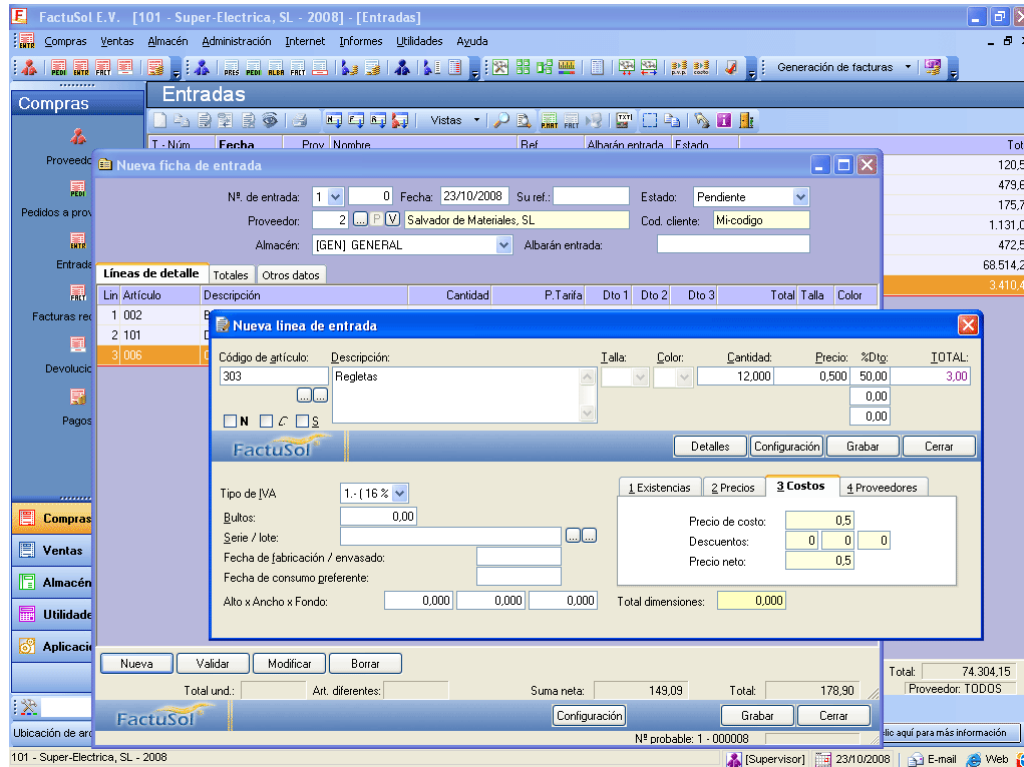 FactuSol E.V. [101 - Super-Electrica, SL - 2008] - [Entradas]
Compras Ventas Almacén Administración Internet Informes Utilidades Ayuda
Generación de facturas
Compras
Entradas
Vistas
T - Núm Fecha Prov Nombre Ref Albarán entrada Estado Tot
120,5
479,6
175,7
1.131,0
472,5
68.514,2
3.410,4
Proveedo
Pedidos a prov
Entrada
Facturas rec
Devolucio
Pagos
Compras
Ventas
Almacén
Utilidade
Aplicaci
Nueva ficha de entrada
Nº. de entrada: 1 0 Fecha: 23/10/2008 Su ref.: Estado: Pendiente
Proveedor: 2 ... P V Salvador de Materiales, SL Cod. cliente: Mi-codigo
Almacén: [GEN] GENERAL Albarán entrada:
Líneas de detalle Totales Otros datos
Lin Artículo Descripción Cantidad P.Tarifa Dto 1 Dto 2 Dto 3 Total Talla Color
1 002
2 101
3 006
Nueva linea de entrada
Código de artículo: Descripción: Talla: Color: Cantidad: Precio: %Dto: TOTAL:
303 Regletas 12,000 0,500 50,00 3,00
... ... 0,00
N C S 0,00
FactuSol Detalles Configuración Grabar Cerrar
Tipo de IVA 1.- ( 16 %
Bultos: 0,00
Serie / lote: ... ...
Fecha de fabricación / envasado:
Fecha de consumo preferente:
Alto x Ancho x Fondo: 0,000 0,000 0,000 Total dimensiones: 0,000
1 Existencias 2 Precios 3 Costos 4 Proveedores
Precio de costo: 0,5
Descuentos: 0 0 0
Precio neto: 0,5
Nueva Validar Modificar Borrar
Total und.: Art. diferentes: Suma neta: 149,09 Total: 178,90
FactuSol Configuración Grabar Cerrar
Nº probable: 1 - 000008
Total: 74.304,15
Proveedor: TODOS
Ubicación de arc
lic aquí para más información
101 - Super-Electrica, SL - 2008 [Supervisor] 23/10/2008 E-mail Web